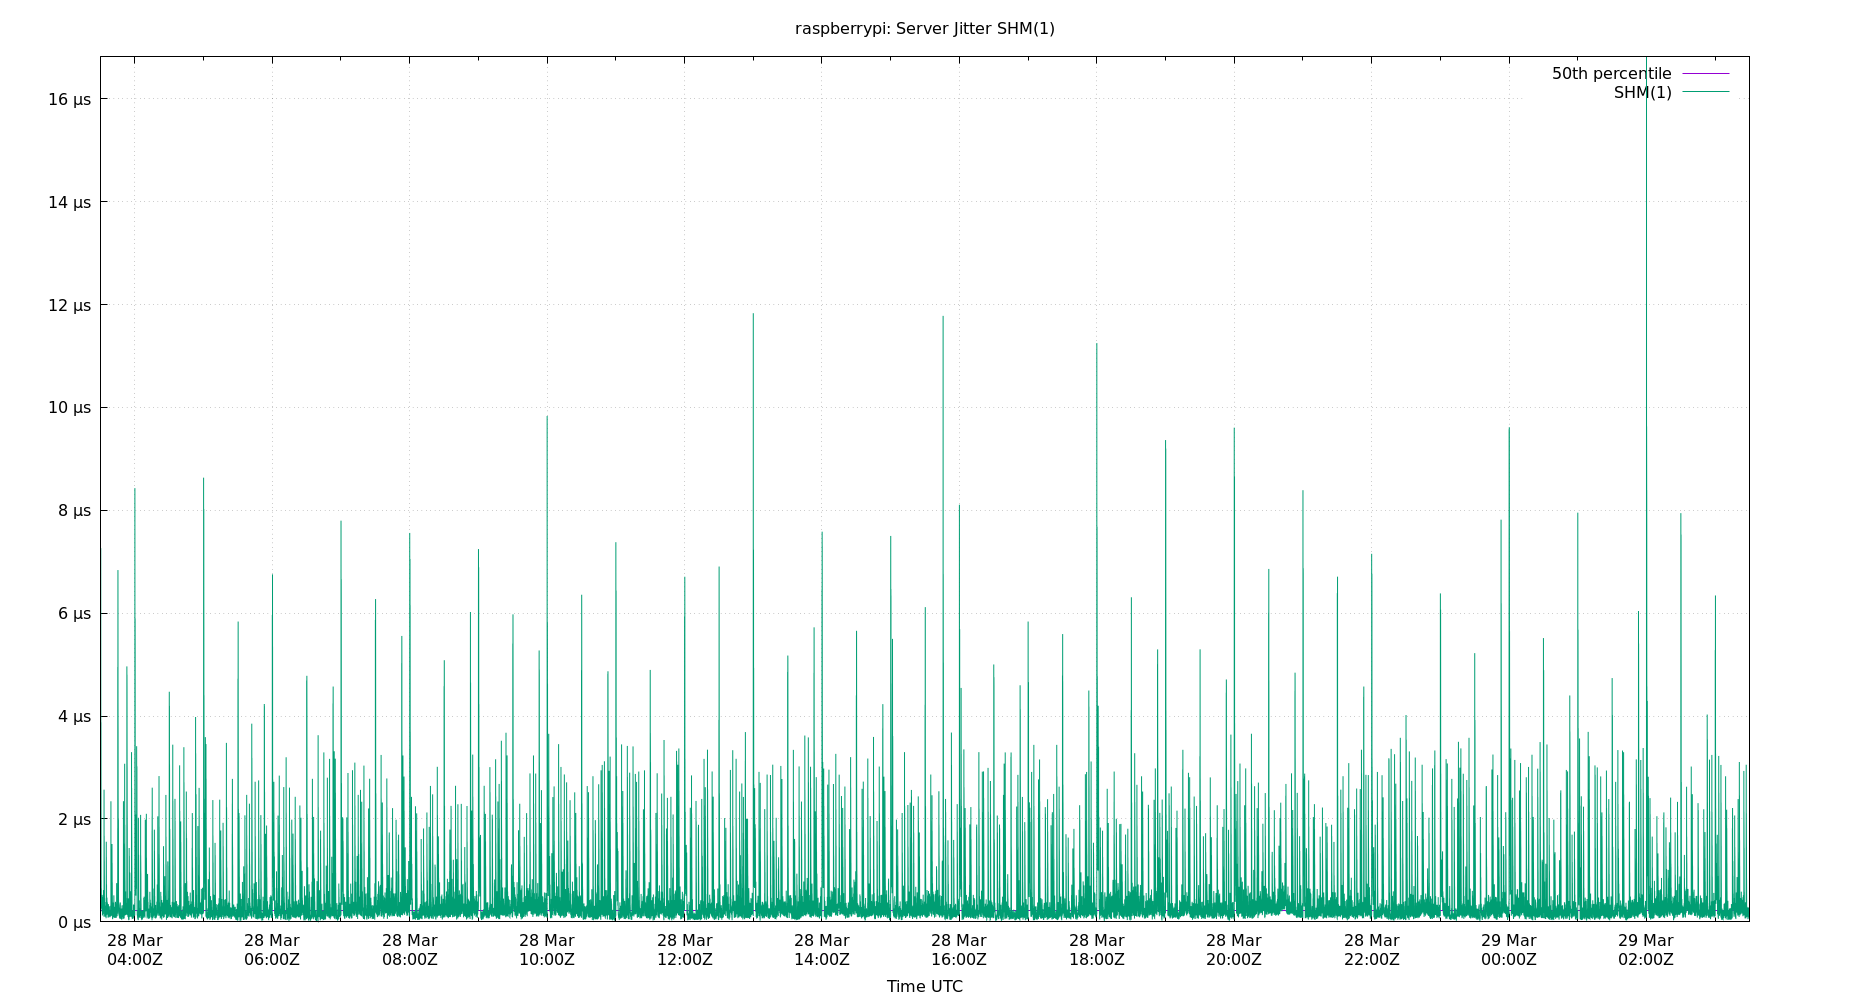 raspberrypi: Server Jitter SHM(1)
50th percentile
SHM(1)
16 µs
14 µs
12 µs
10 µs
8 µs
6 µs
4 µs
2 µs
0 µs
28 Mar 28 Mar 28 Mar 28 Mar 28 Mar 28 Mar 28 Mar 28 Mar 28 Mar 28 Mar 29 Mar 29 Mar
04:00Z 06:00Z 08:00Z 10:00Z 12:00Z 14:00Z 16:00Z 18:00Z 20:00Z 22:00Z 00:00Z 02:00Z
Time UTC